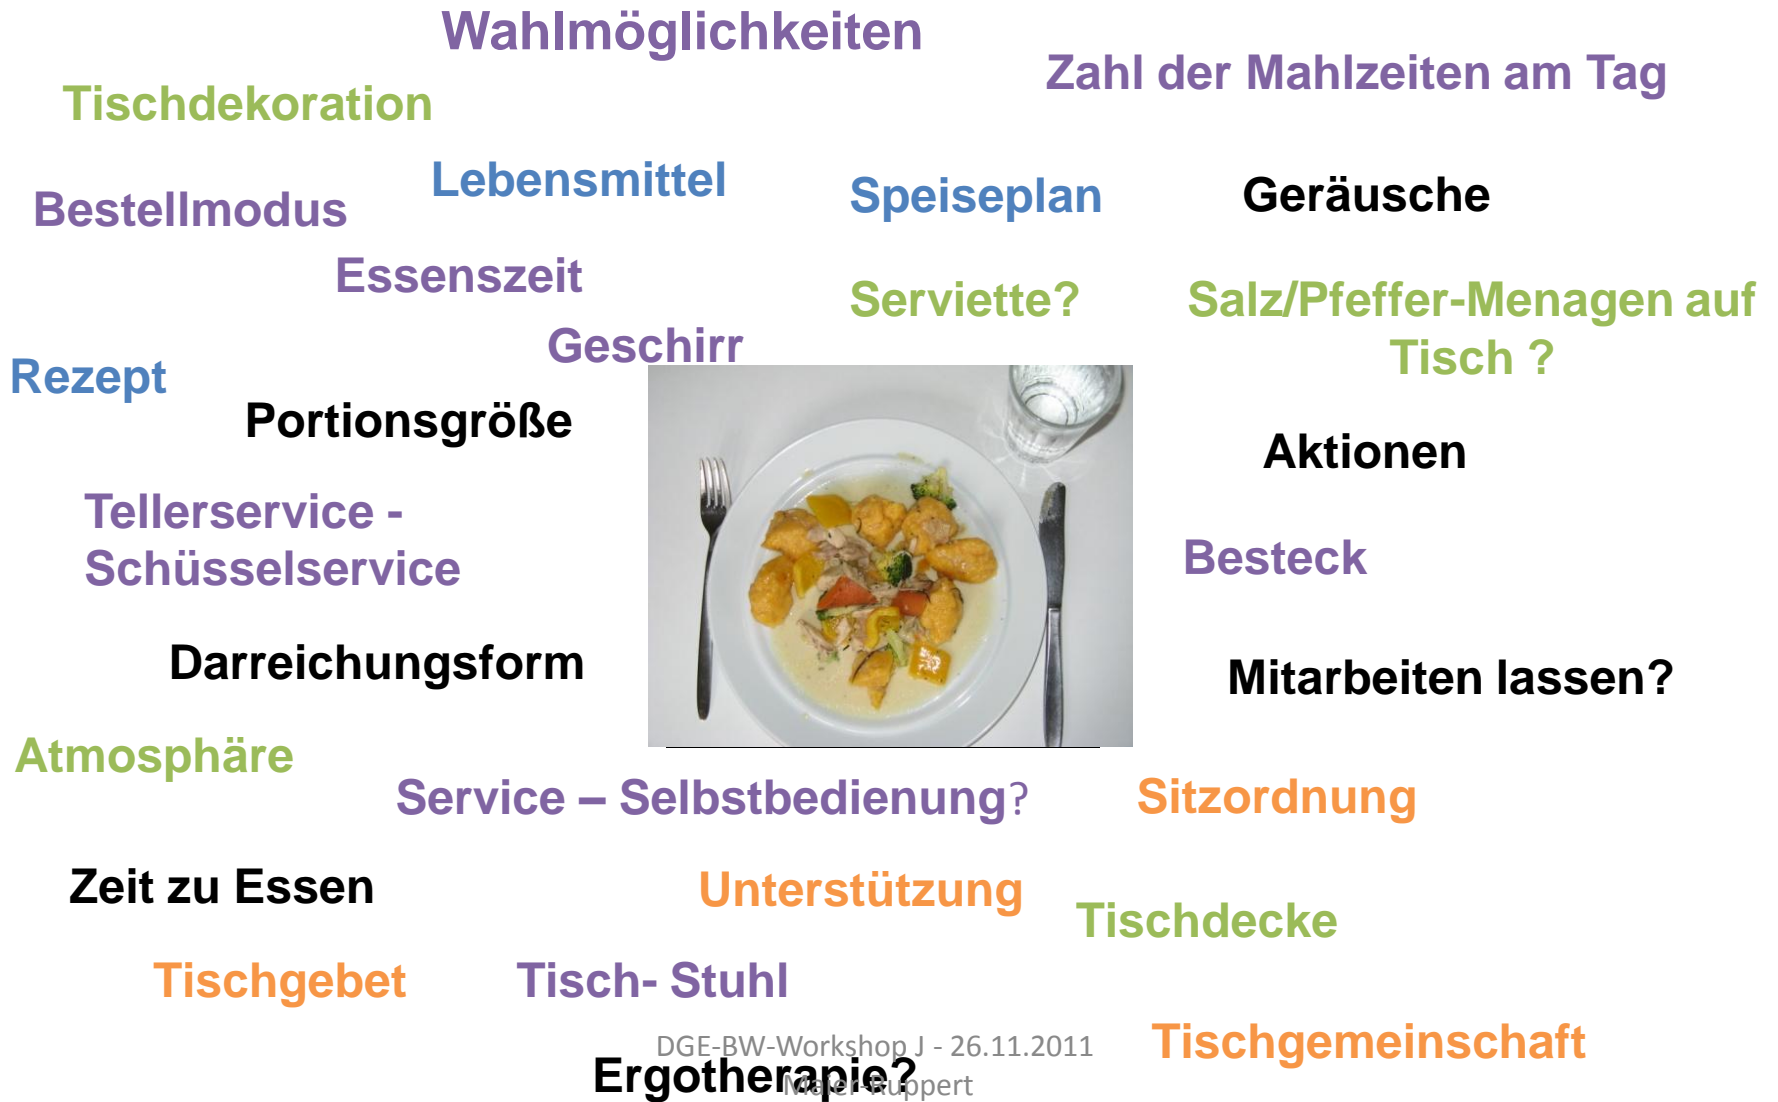 Wahlmöglichkeiten
Zahl der Mahlzeiten am Tag
Tischdekoration
Lebensmittel
Speiseplan
Geräusche
Bestellmodus
Essenszeit
Serviette?
Salz/Pfeffer-Menagen auf
Tisch ?
Geschirr
Rezept
Portionsgröße
Aktionen
Tellerservice -
Schüsselservice
Besteck
Darreichungsform
Mitarbeiten lassen?
Atmosphäre
Service – Selbstbedienung?
Sitzordnung
Zeit zu Essen
Unterstützung
Tischdecke
Tischgebet
Tisch- Stuhl
Tischgemeinschaft
DGE-BW-Workshop J - 26.11.2011
Maier-Ruppert
Ergotherapie?